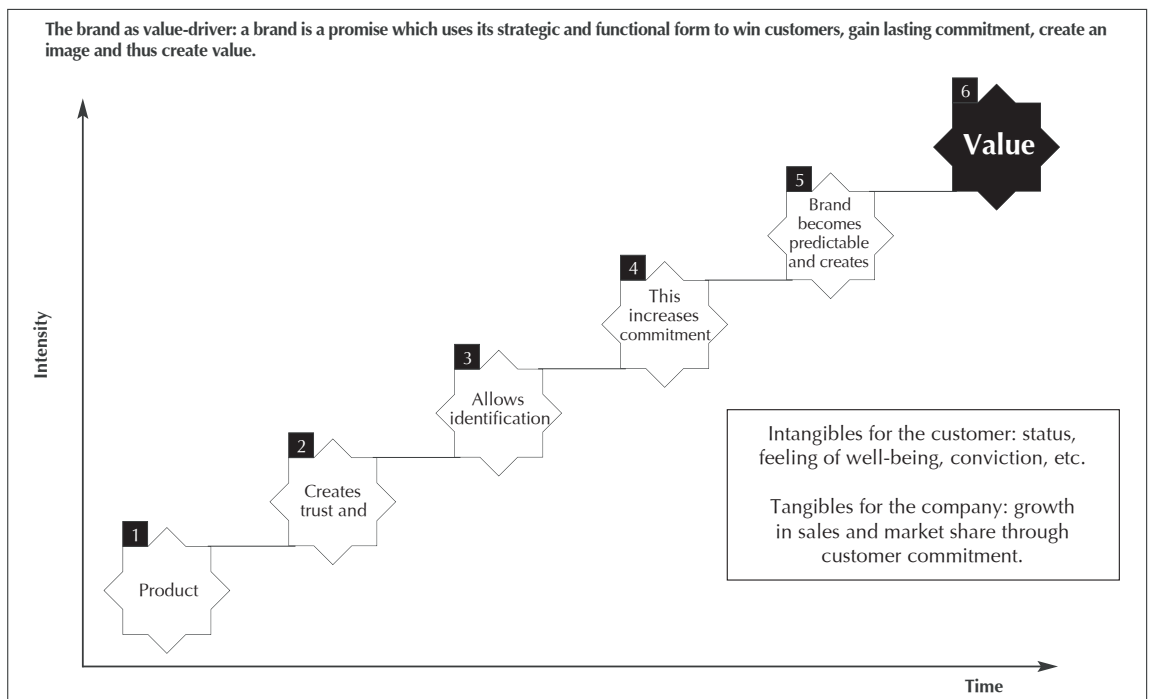 The brand as value-driver: a brand is a promise which uses its strategic and functional form to win customers, gain lasting commitment, create an
image and thus create value.
6
Value
5
Brand
becomes
predictable
and creates
4
This
increases
commitment
3
Allows
identification
2
Creates
trust and
1
Product
Intensity
Intangibles for the customer: status,
feeling of well-being, conviction, etc.
Tangibles for the company: growth
in sales and market share through
customer commitment.
Time